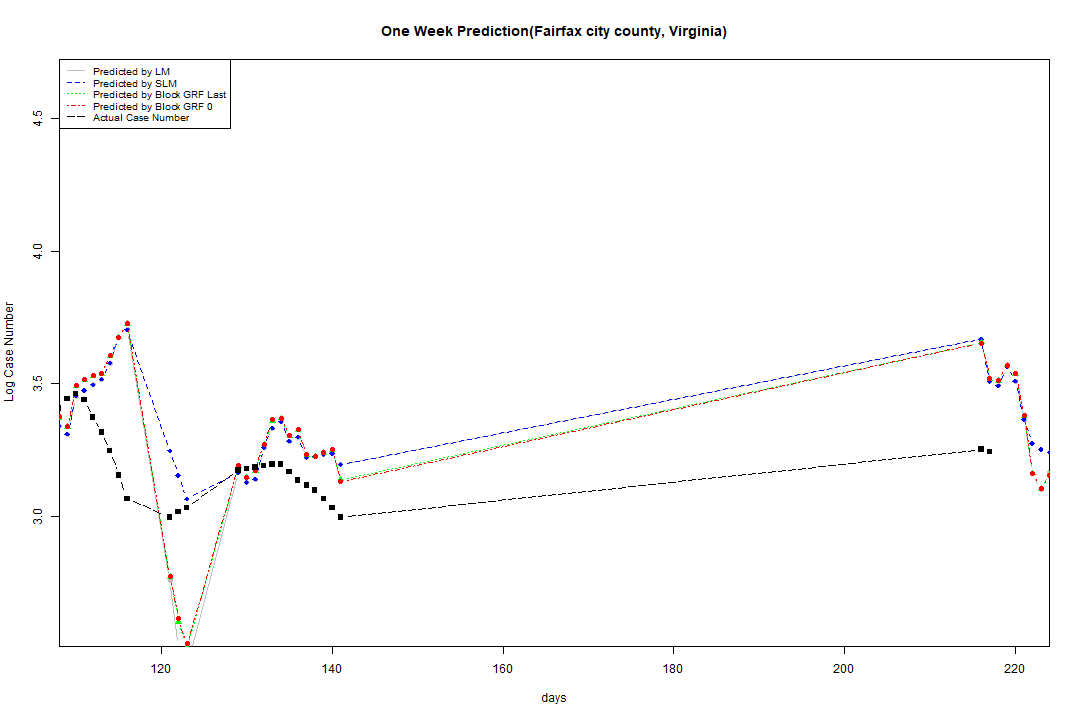 One Week Prediction(Fairfax city county, Virginia)
Predicted by LM
Predicted by SLM
Predicted by Block GRF Last
Predicted by Block GRF 0
Actual Case Number
4.5
4.0
3.5
3.0
Log Case Number
120 140 160 180 200 220
days